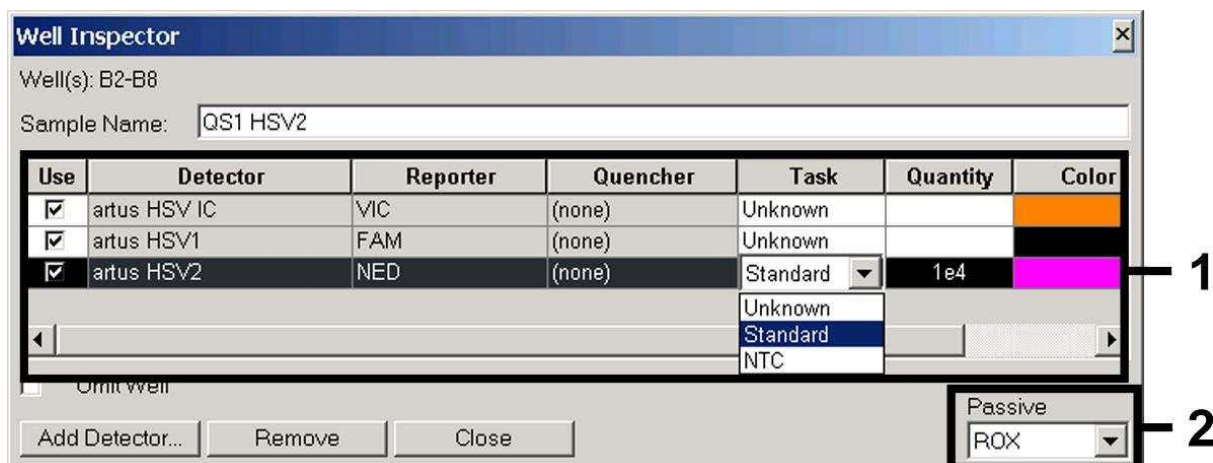 Well Inspector
Well(s): B2-B8
Sample Name: QS1 HSV2
Use Detector Reporter Quencher Task Quantity Color
artus HSV IC VIC (none) Unknown
artus HSV1 FAM (none) Unknown
artus HSV2 NED (none) Standard 1e4
1
Unknown
Standard
NTC
Omit Well
Passive
Add Detector... Remove Close ROX
2